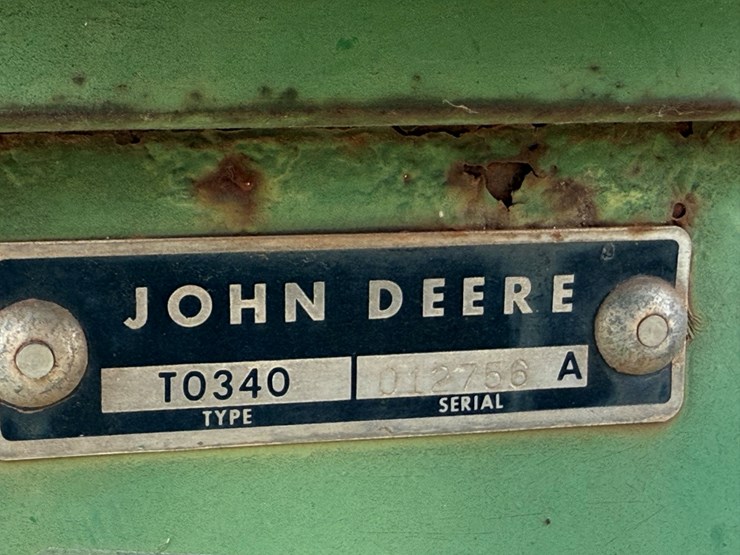 JOHN DEERE
T0340 012756 A
TYPE SERIAL